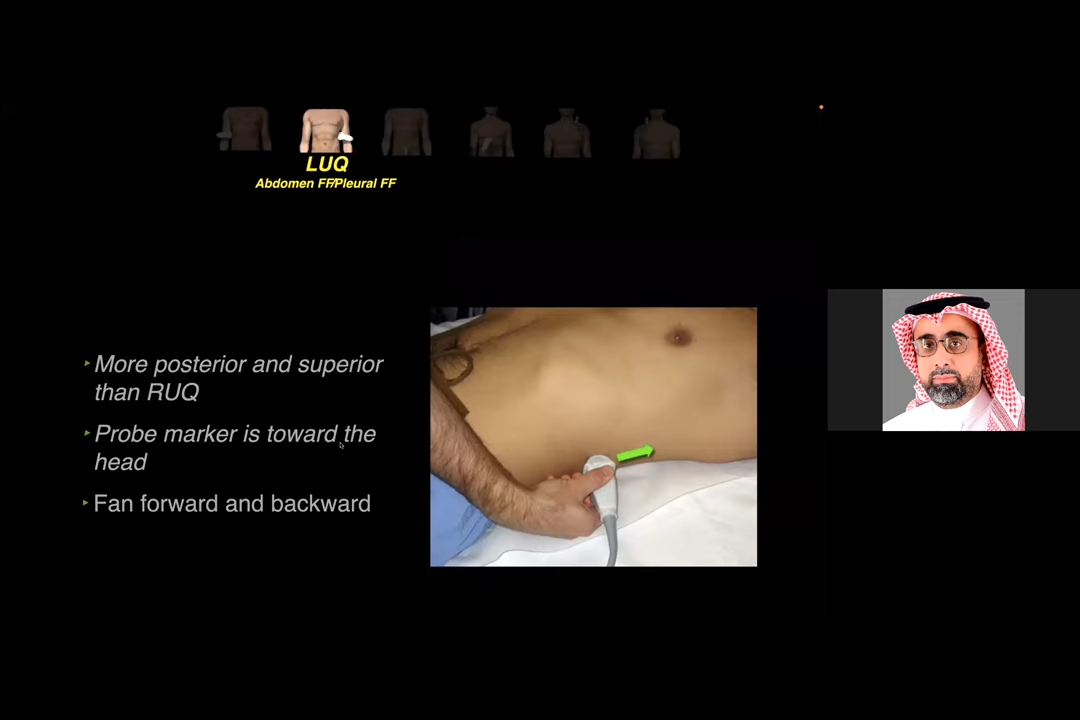 LUQ
Abdomen FF/Pleural FF
More posterior and superior
than RUQ
Probe marker is toward the
head
Fan forward and backward